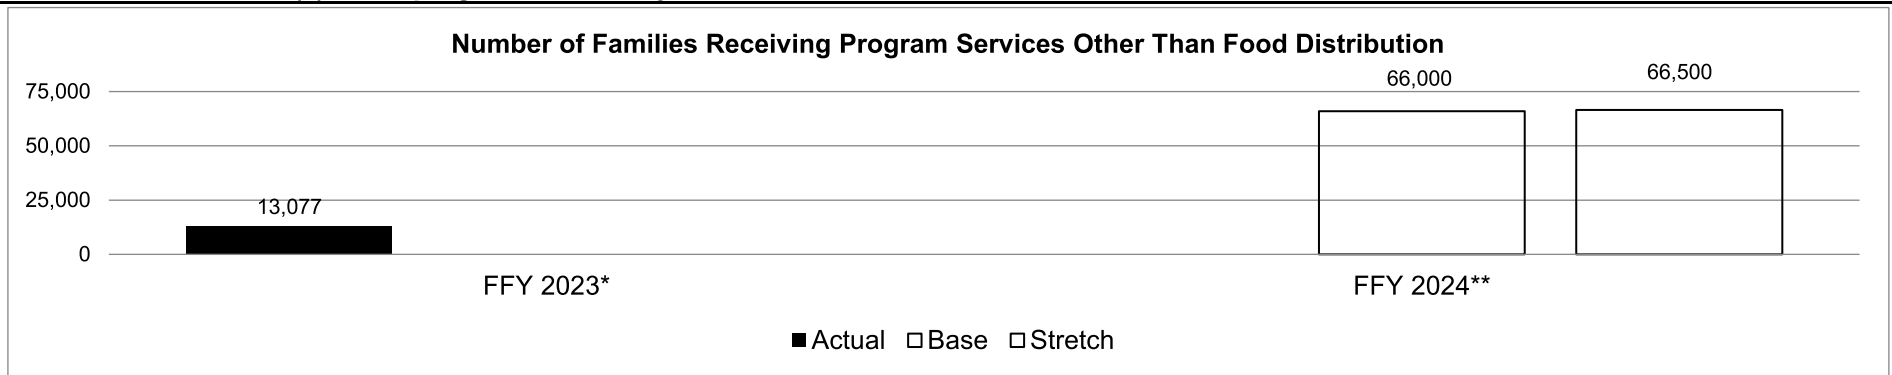 Number of Families Receiving Program Services Other Than Food Distribution
66,000
66,500
75,000
50,000
25,000
13,077
0
FFY 2023*
FFY 2024**
Actual Base Stretch